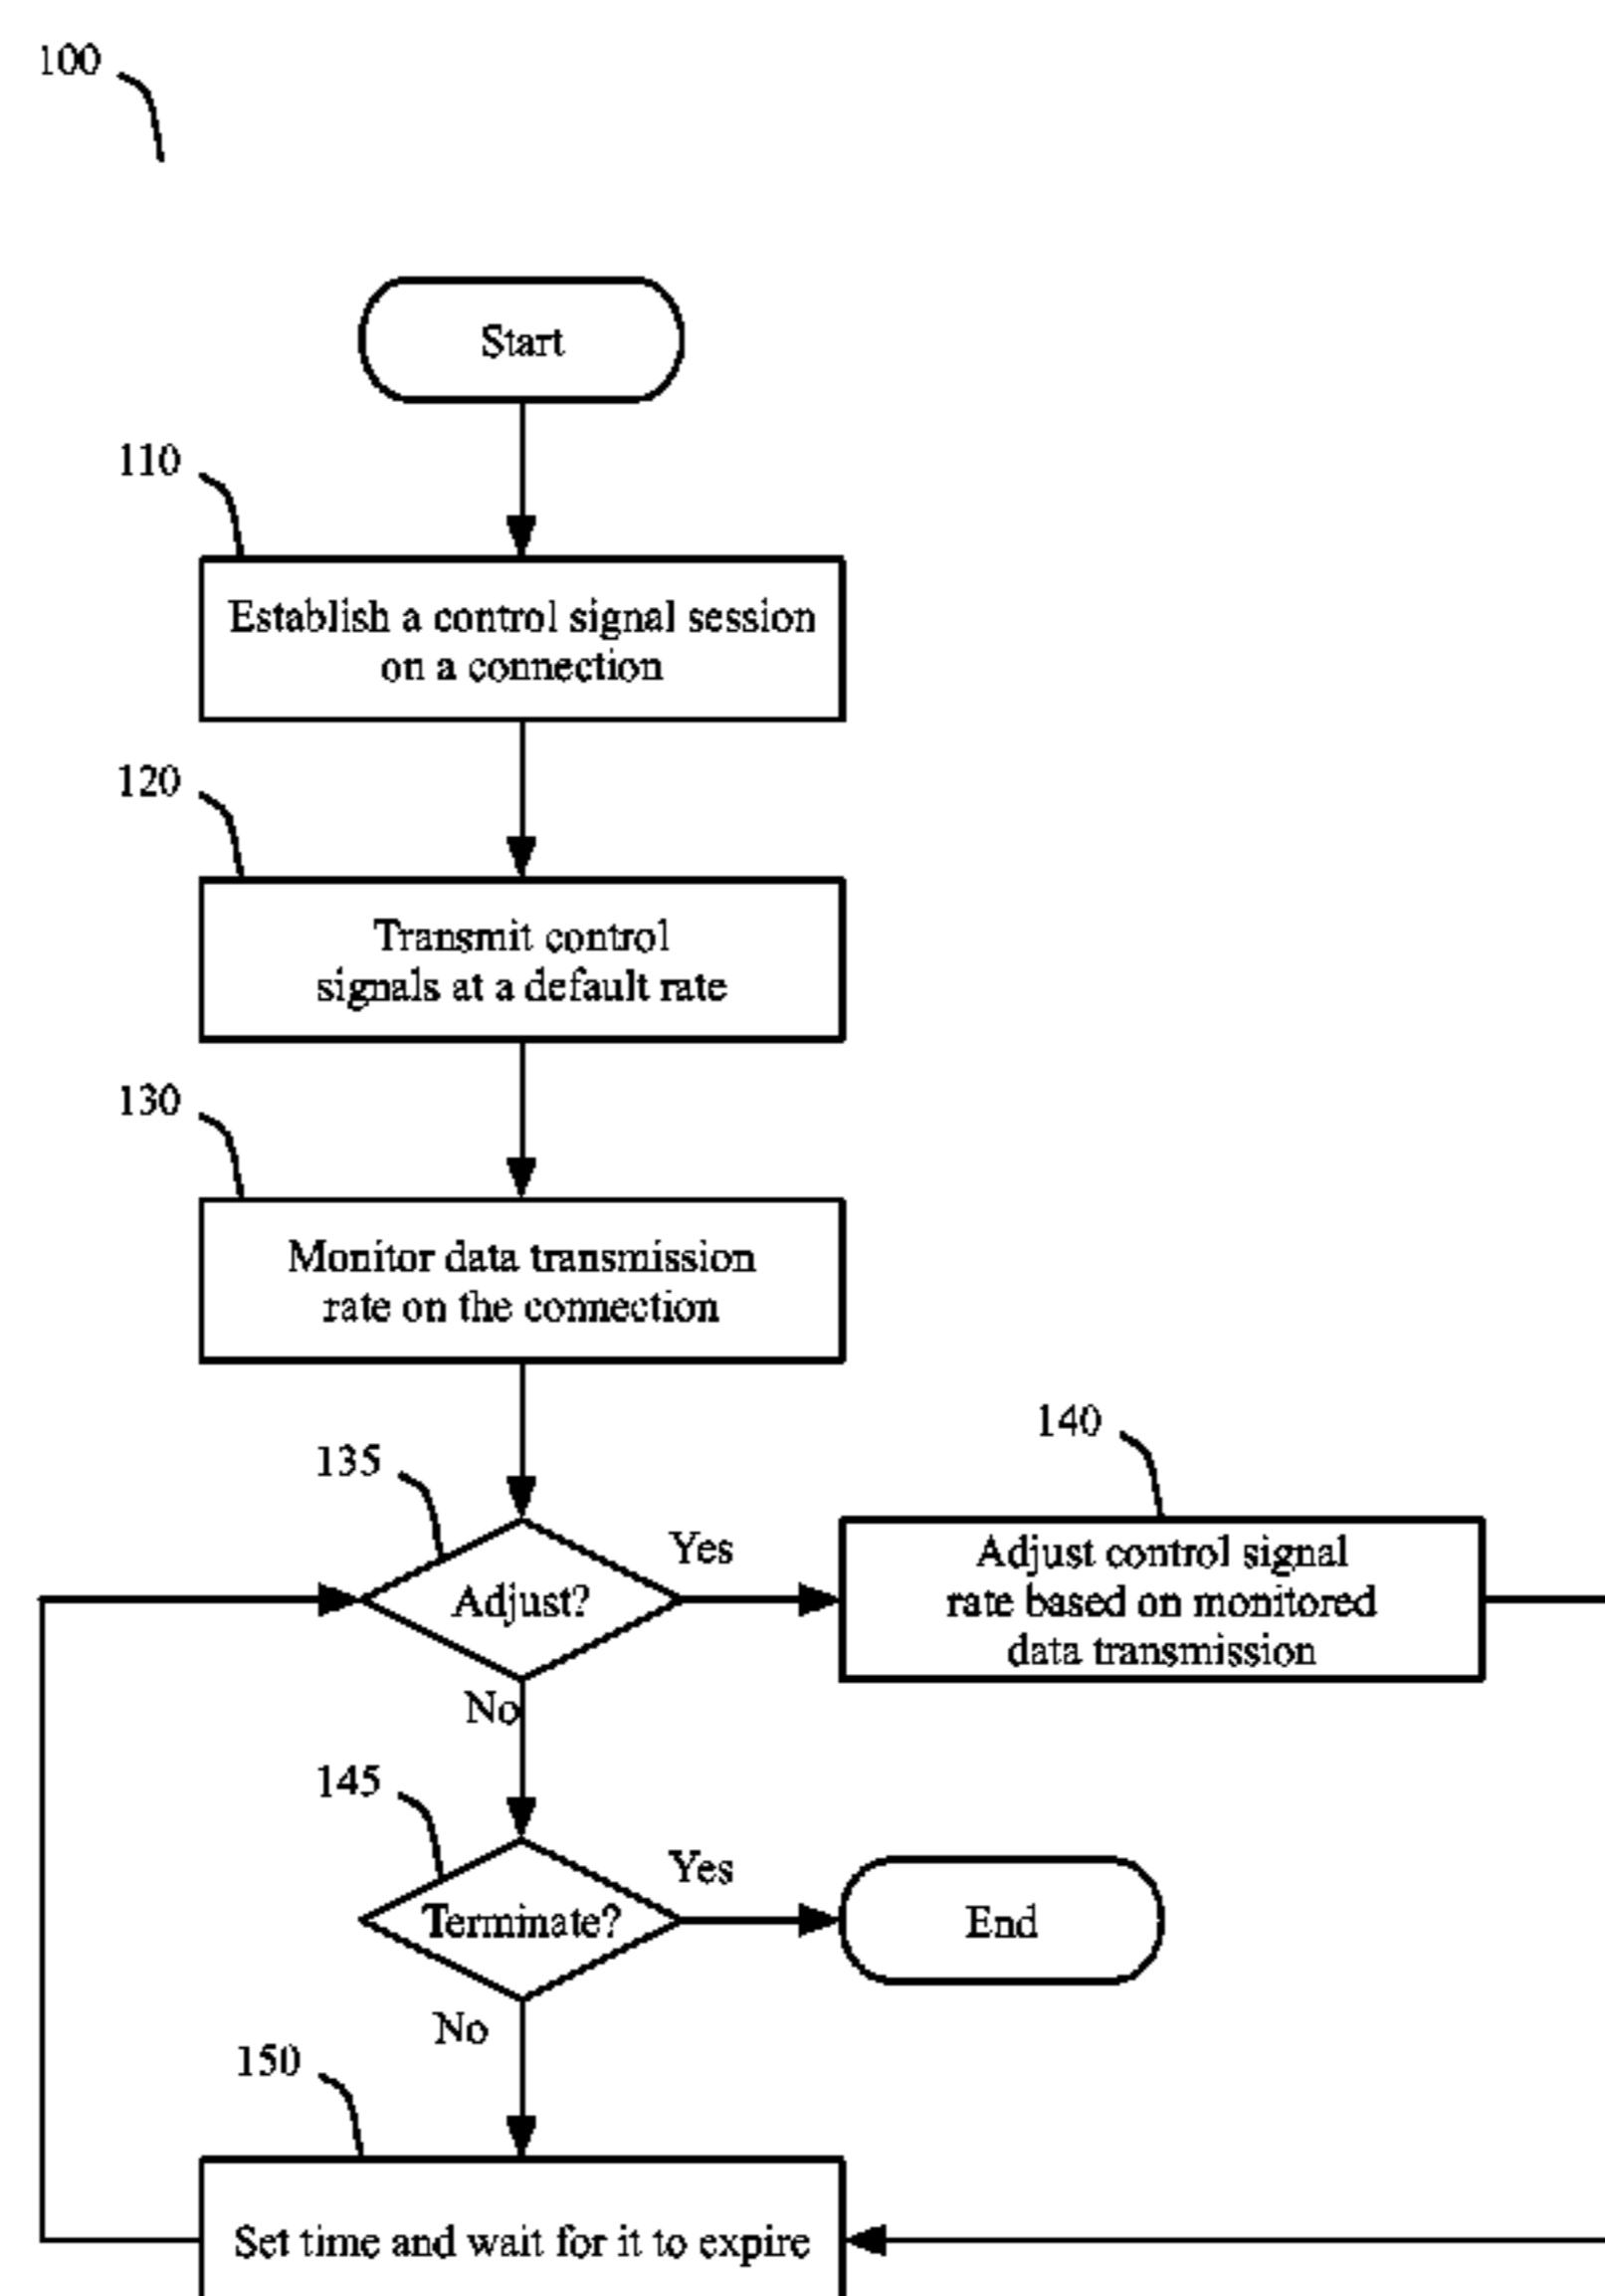 100
Start
110
Establish a control signal session
on a connection
120
Transmit control
signals at a default rate
130
Monitor data transmission
rate on the connection
135
Adjust?
Yes
140
Adjust control signal
rate based on monitored
data transmission
No
145
Terminate?
Yes
End
No
150
Set time and wait for it to expire